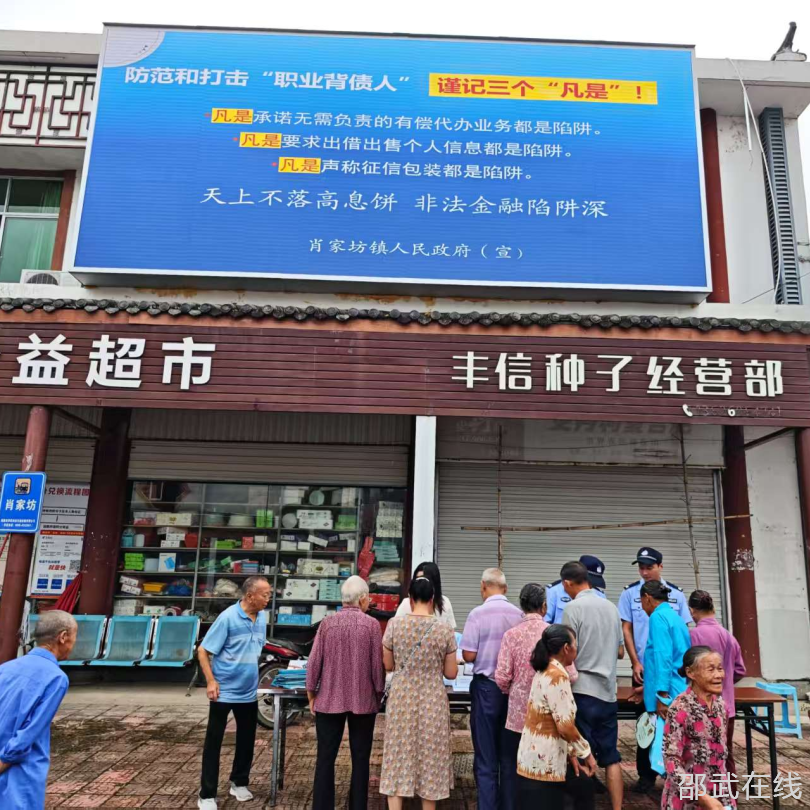 防范和打击“职业背债人” 谨记三个“凡是”！
*凡是承诺无需负责的有偿代办业务都是陷阱。
*凡是要求出借出售个人信息都是陷阱。
*凡是声称征信包装都是陷阱。
天上不落高息饼 非法金融陷阱深
肖家坊镇人民政府（宣）
益超市
丰信种子经营部
肖家坊
兑换流程图
邵武在线